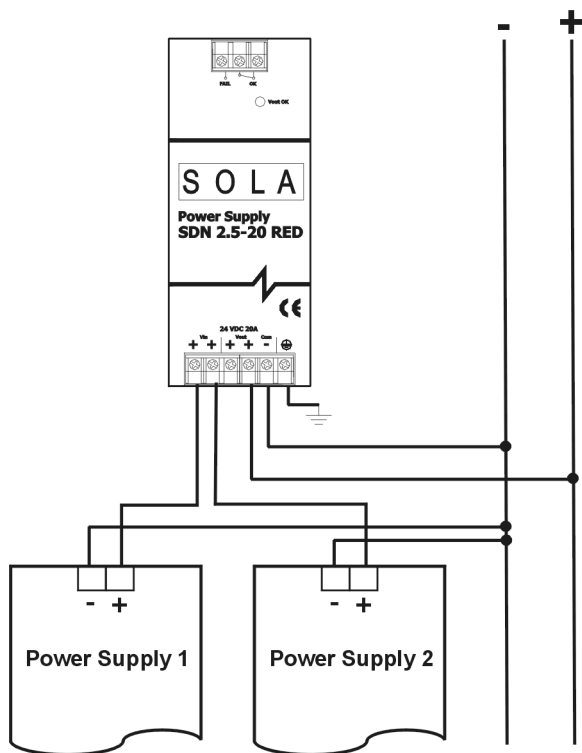 - +
FAIL OK
Vout OK
S O L A
Power Supply
SDN 2.5-20 RED
CE
24 VDC 20A
Vin Vout Com
+ + + + -
- +
- +
Power Supply 1
Power Supply 2